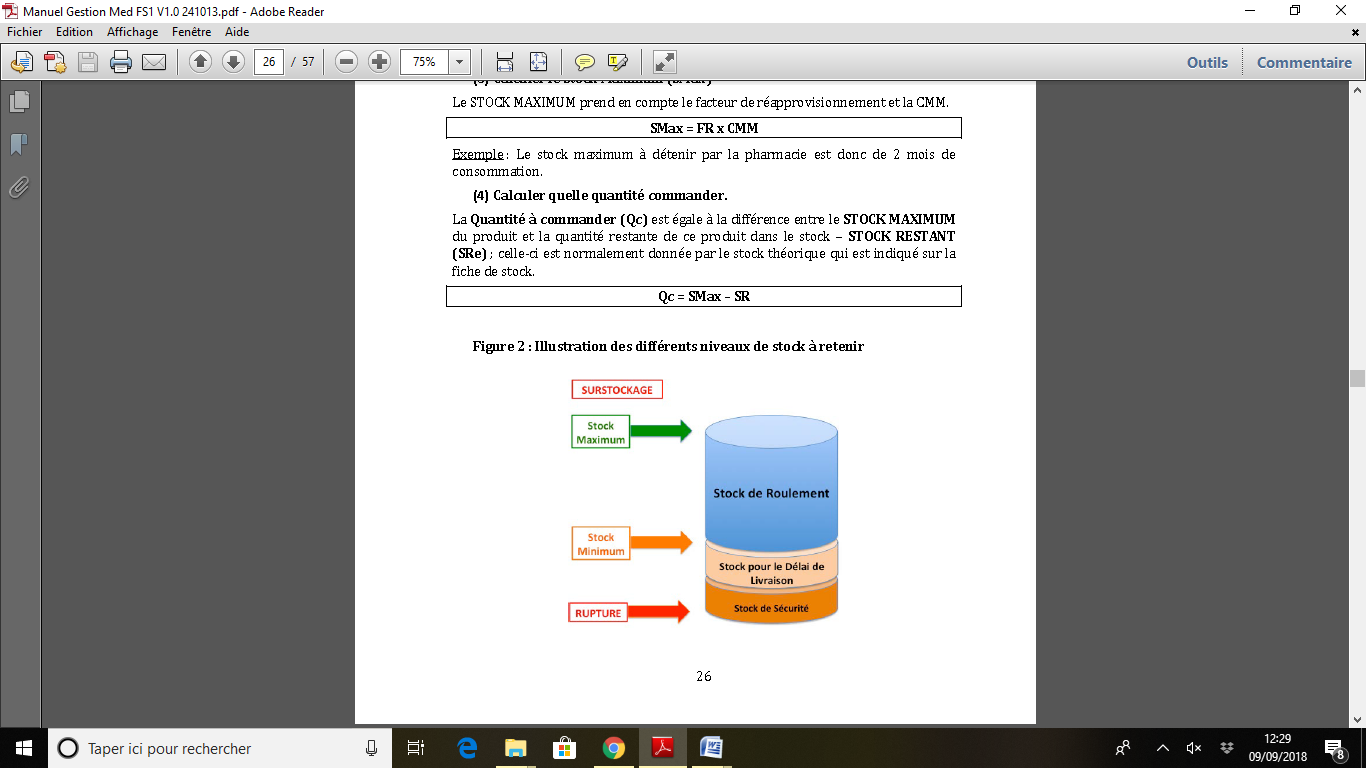 Manuel Gestion Med FS1 V1.0 241013.pdf - Adobe Reader
Fichier Edition Affichage Fenêtre Aide
26 / 57 75% Outils Commentaire
Le STOCK MAXIMUM prend en compte le facteur de réapprovisionnement et la CMM.
SMax = FR x CMM
Exemple : Le stock maximum à détenir par la pharmacie est donc de 2 mois de
consommation.
(4) Calculer quelle quantité commander.
La Quantité à commander (Qc) est égale à la différence entre le STOCK MAXIMUM
du produit et la quantité restante de ce produit dans le stock – STOCK RESTANT
(SRe) ; celle-ci est normalement donnée par le stock théorique qui est indiqué sur la
fiche de stock.
Qc = SMax – SR
Figure 2 : Illustration des différents niveaux de stock à retenir
SURSTOCKAGE
Stock
Maximum
Stock de Roulement
Stock
Minimum
Stock pour le Délai de
Livraison
RUPTURE
Stock de Sécurité
26
Taper ici pour rechercher
12:29
09/09/2018
8